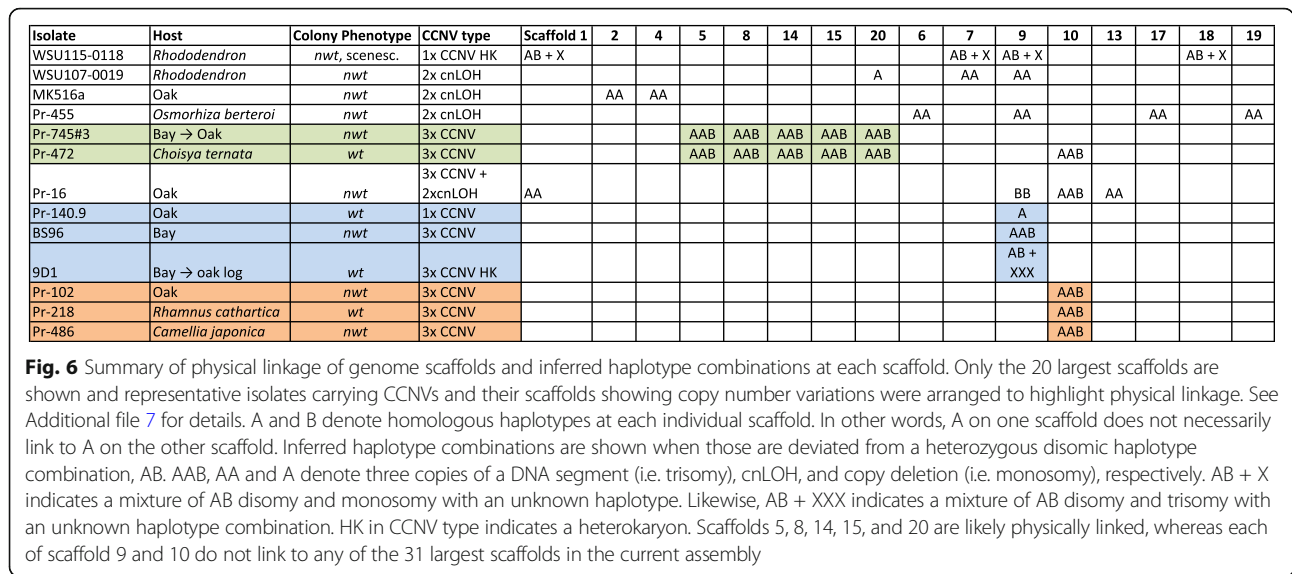 Isolate Host Colony Phenotype CCNV type Scaffold 1 2 4 5 8 14 15 20 6 7 9 10 13 17 18 19
WSU115-0118 Rhododendron nwt, scenesc. 1x CCNV HK AB + X AB + X AB + X AB + X
WSU107-0019 Rhododendron nwt 2x cnLOH A AA AA
MK516a Oak nwt 2x cnLOH AA AA
Pr-455 Osmorhiza berteroi nwt 2x cnLOH AA AA AA AA
Pr-745#3 Bay → Oak nwt 3x CCNV AAB AAB AAB AAB AAB
Pr-472 Choisya ternata wt 3x CCNV AAB AAB AAB AAB AAB AAB
3x CCNV +
Pr-16 Oak nwt 2xcnLOH AA BB AAB AA
Pr-140.9 Oak wt 1x CCNV A
BS96 Bay nwt 3x CCNV AAB
AB +
9D1 Bay → oak log wt 3x CCNV HK XXX
Pr-102 Oak nwt 3x CCNV AAB
Pr-218 Rhamnus cathartica wt 3x CCNV AAB
Pr-486 Camellia japonica nwt 3x CCNV AAB
Fig. 6 Summary of physical linkage of genome scaffolds and inferred haplotype combinations at each scaffold. Only the 20 largest scaffolds are
shown and representative isolates carrying CCNVs and their scaffolds showing copy number variations were arranged to highlight physical linkage. See
Additional file 7 for details. A and B denote homologous haplotypes at each individual scaffold. In other words, A on one scaffold does not necessarily
link to A on the other scaffold. Inferred haplotype combinations are shown when those are deviated from a heterozygous disomic haplotype
combination, AB. AAB, AA and A denote three copies of a DNA segment (i.e. trisomy), cnLOH, and copy deletion (i.e. monosomy), respectively. AB + X
indicates a mixture of AB disomy and monosomy with an unknown haplotype. Likewise, AB + XXX indicates a mixture of AB disomy and trisomy with
an unknown haplotype combination. HK in CCNV type indicates a heterokaryon. Scaffolds 5, 8, 14, 15, and 20 are likely physically linked, whereas each
of scaffold 9 and 10 do not link to any of the 31 largest scaffolds in the current assembly